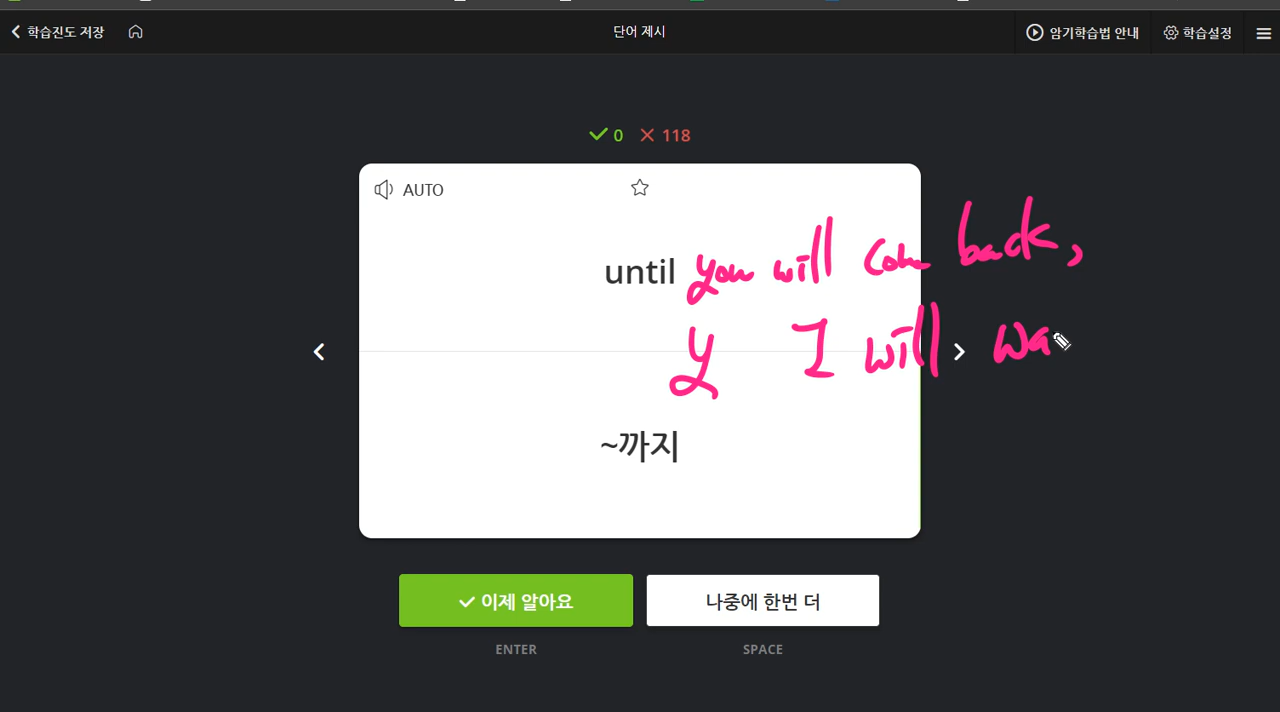 학습진도 저장
단어 제시
암기학습법 안내
학습설정
0
118
AUTO
until you will com back,
y I will wa
~까지
이제 알아요
나중에 한번 더
ENTER
SPACE